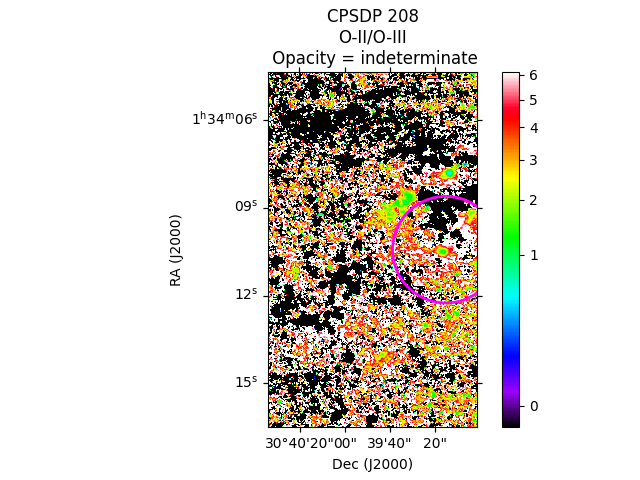 CPSDP 208
O-II/O-III
Opacity = indeterminate
RA (J2000)
1h34m06s
09s
12s
15s
30°40'20"00" 39'40" 20"
Dec (J2000)
6
5
4
3
2
1
0